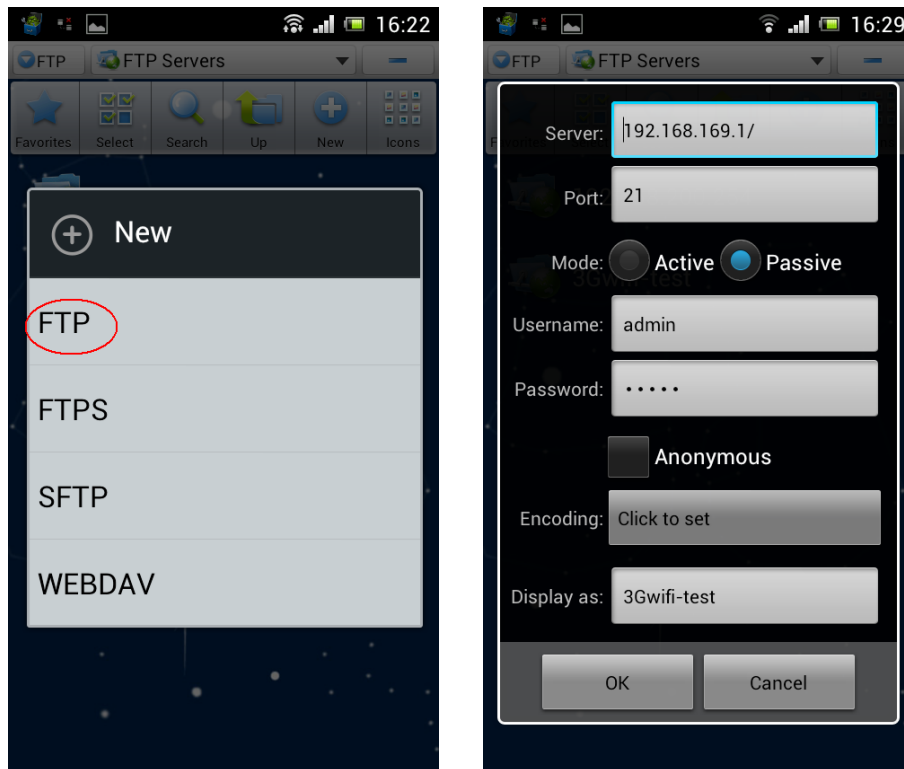 16:22
FTP
FTP Servers
Favorites
Select
Search
Up
New
Icons
New
FTP
FTPS
SFTP
WEBDAV
16:29
FTP
FTP Servers
Server:
192.168.169.1/
Port:
21
Mode:
Active
Passive
Username:
admin
Password:
•••••
Anonymous
Encoding:
Click to set
Display as:
3Gwifi-test
OK
Cancel